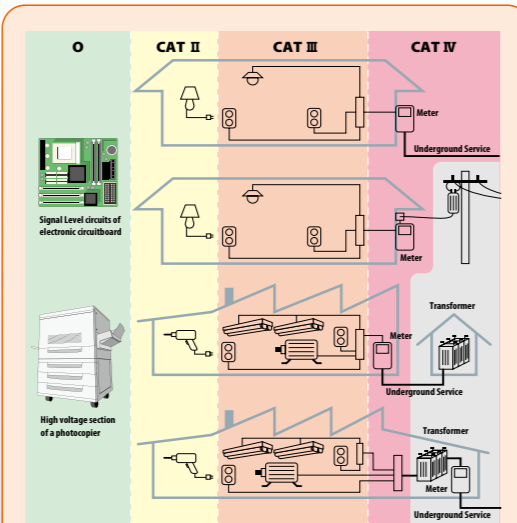 O
CAT II
CAT III
CAT IV
Meter
Underground Service
Signal Level circuits of
electronic circuitboard
Meter
Transformer
Meter
Underground Service
High voltage section
of a photocopier
Transformer
Meter
Underground Service